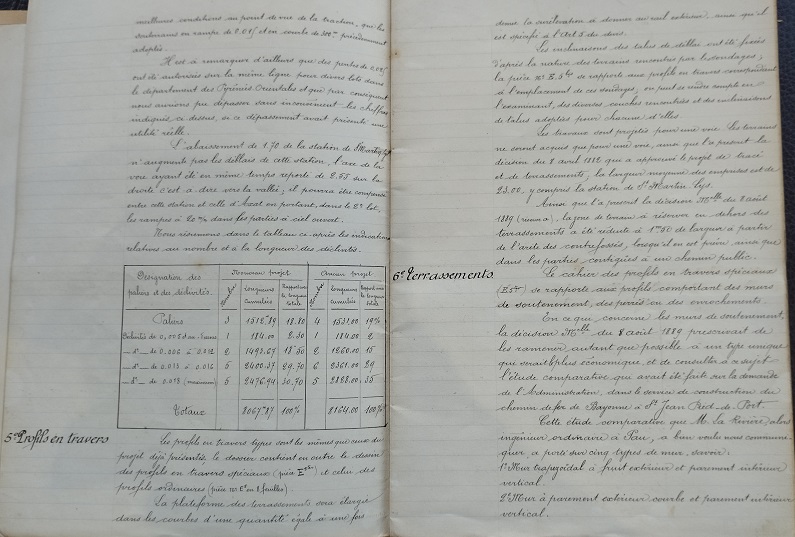 meilleures conditions au point de vue de la traction, que les
souterrains en rampe de 0.015 et en courbe de 300m précédemment
adoptés.
Il est à remarquer d'ailleurs que des pentes de
ont été autorisées sur la même ligne pour divers lots dans
le département des Pyrénées Orientales et que par conséquent
nous aurions pu dépasser sans inconvénient les chiffres
indiqués ci dessus, si ce dépassement avait présenté une
utilité réelle.
L'abaissement de 1.70 de la station de St Martin Lys
n'augmente pas les déblais de cette station, l'axe de la
voie ayant été en même temps reporté de 2.55 sur la
droite c'est à dire vers la vallée; il pourra être compensé
entre cette station et celle d'Axat en portant, dans le 2e lot,
les rampes à 20 m/m dans les parties à ciel ouvert.
Nous résumons dans le tableau ci-après les indications
relatives au nombre et à la longueur des déclivités.
Désignation des paliers et des déclivités | Nouveau projet | Ancien projet
Nombre | Longueurs cumulées | Rapport avec la longueur totale | Nombre | Longueurs cumulées | Rapport avec la longueur totale
Paliers 3 1512.89 18.80 4 1531.00 19%
Déclivités de 0,005 et au-dessous 1 184.00 2.30 1 184.00 2
_ do _ de 0.006 à 0.012 2 1493.67 18.50 2 1260.00 15
_ do _ de 0.013 à 0.016 5 2400.37 29.70 6 2361.00 29
_ do _ de 0.018 (maximum) 5 2476.94 30.70 5 2828.00 35
Totaux 8067.87 100% 8164.00 100%
5° Profils en travers
Les profils en travers types sont les mêmes que ceux du
projet déjà présenté, le dossier contient en outre le dessin
des profils en travers spéciaux (pièce E 5ter) et celui des
profils ordinaires (pièce no E en 2 feuilles).
La plateforme des terrassements sera élargie
dans les courbes d'une quantité égale à une fois
demie la surélévation à donner au rail extérieur, ainsi qu'il
est spécifié à l'Art 5 du devis.
Les inclinaisons des talus de déblai ont été fixées
d'après la nature des terrains rencontrés par les sondages;
la pièce no E. 5ter se rapporte aux profils en travers correspondant
à l'emplacement de ces sondages, on peut se rendre compte en
l'examinant, des diverses couches rencontrées et des inclinaisons
de talus adoptées pour chacune d'elles.
Les travaux sont projetés pour une voie. Les terrains
ne seront acquis que pour une voie, ainsi que l'a prescrit la
décision du 8 avril 1882 qui a approuvé le projet de tracé
et de terrassements, la largeur moyenne des emprises est de
23.00, y compris la station de St Martin Lys.
Ainsi que l'a prescrit la décision Mlle du 8 août
1889, la zone de terrain à réserver en dehors des
terrassements a été réduite à 1m50 de largeur à partir
de l'arête des contrefossés, lorsqu'il en est prévu ainsi que
dans les parties contigües à un chemin public.
6° Terrassements.
Le cahier des profils en travers spéciaux
(E 5ter) se rapporte aux profils comportant des murs
de soutènement, des perrés ou des enrochements.
En ce qui concerne les murs de soutènement,
la décision Mlle du 8 août 1889 prescrivait de
les ramener, autant que possible à un type unique
qui serait le plus économique, et de consulter à ce sujet
l'étude comparative qui avait été faite sur la demande
de l'Administration, dans le service de construction du
chemin de fer de Bayonne à St Jean Pied-de-Port.
Cette étude comparative que M. la Rivière, alors
ingénieur ordinaire à Pau, a bien voulu nous communi-
quer, a porté sur cinq types de mur, savoir:
1° Mur trapézoïdal à fruit extérieur et parement intérieur
vertical.
2° Mur à parement extérieur courbe et parement intérieur
vertical.